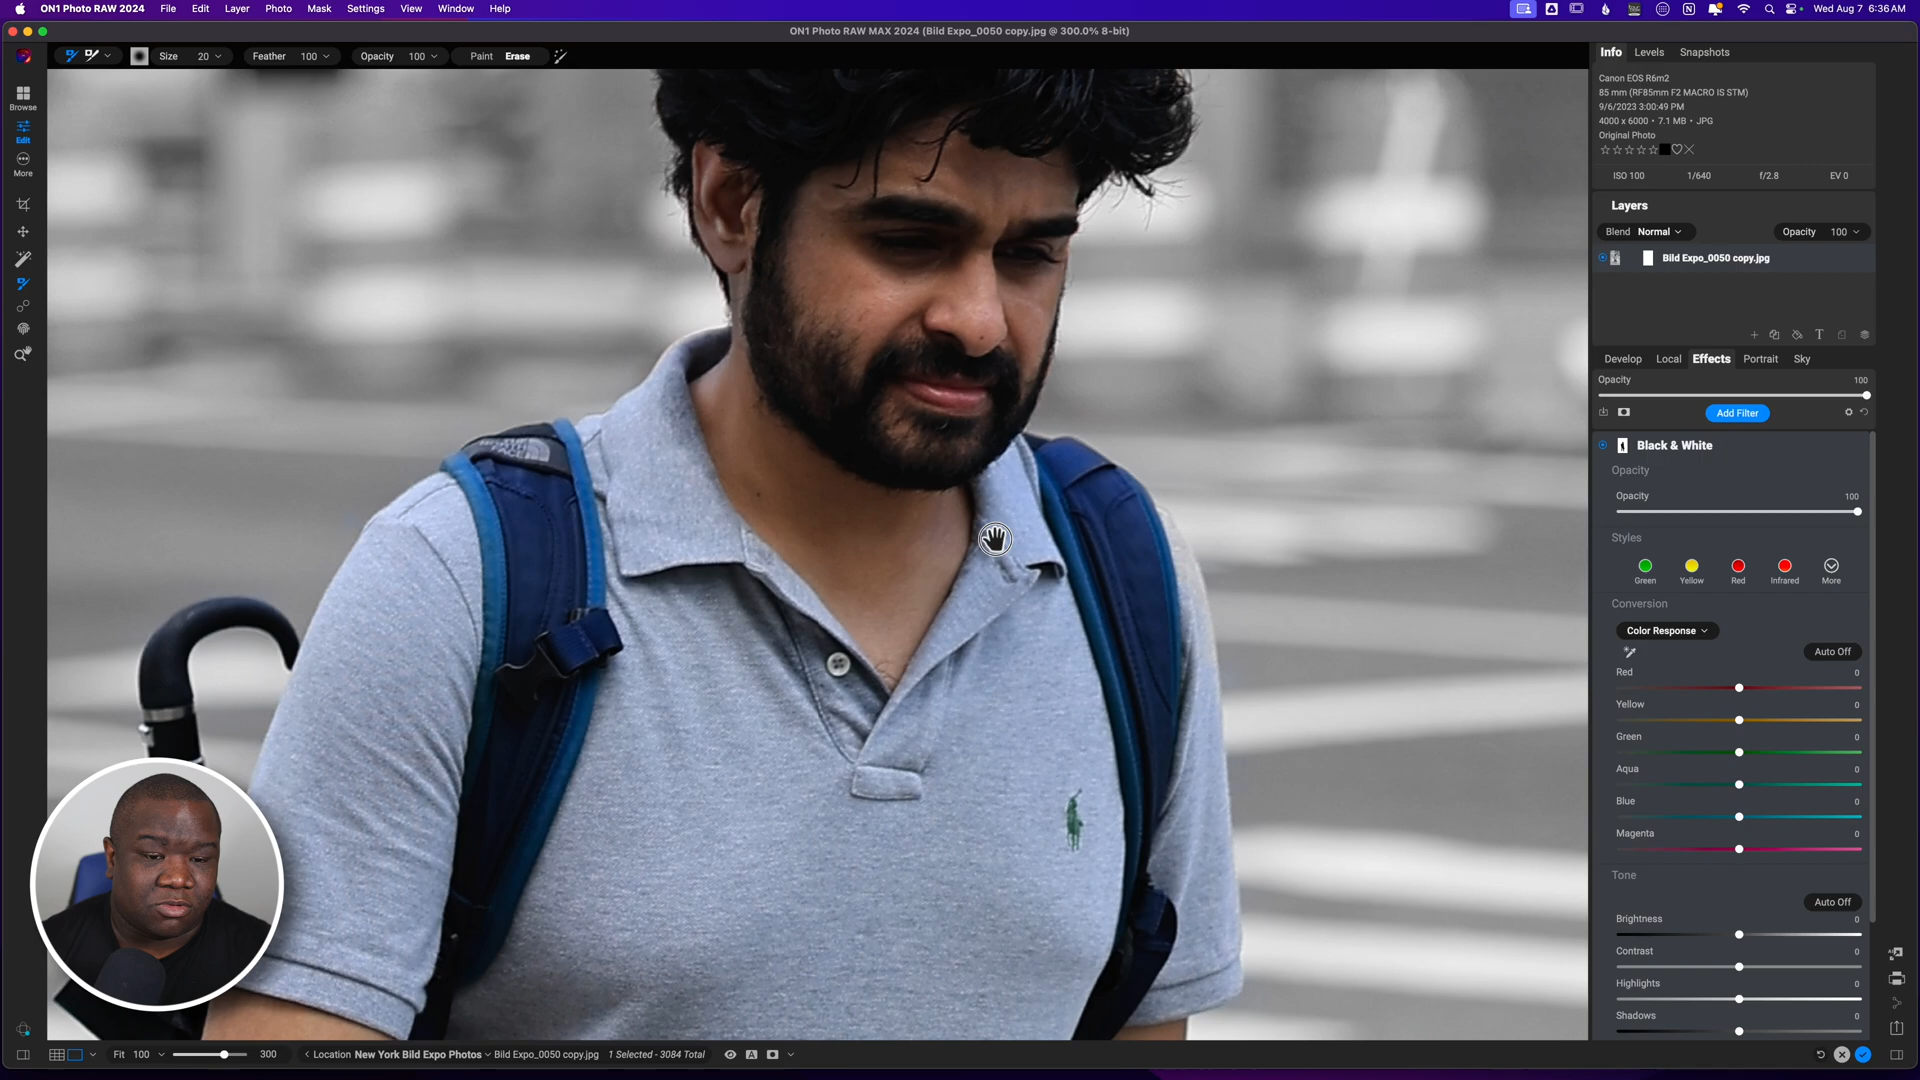 ON1 Photo RAW 2024 File Edit Layer Photo Mask Settings View Window Help Wed Aug 7 6:36 AM
ON1 Photo RAW MAX 2024 (Bild Expo_0050 copy.jpg @ 300.0% 8-bit)
Size 20 Feather 100 Opacity 100 Paint Erase
Browse
Edit
More
Info Levels Snapshots
Canon EOS R6m2
85 mm (RF85mm F2 MACRO IS STM)
9/6/2023 3:00:49 PM
4000 x 6000 • 7.1 MB • JPG
Original Photo
ISO 100 1/640 f/2.8 EV 0
Layers
Blend Normal Opacity 100
Bild Expo_0050 copy.jpg
T
Develop Local Effects Portrait Sky
Opacity 100
Add Filter
Black & White
Opacity
Opacity 100
Styles
Green Yellow Red Infrared More
Conversion
Color Response
Auto Off
Red 0
Yellow 0
Green 0
Aqua 0
Blue 0
Magenta 0
Tone
Auto Off
Brightness 0
Contrast 0
Highlights 0
Shadows 0
Fit 100 300 Location New York Bild Expo Photos Bild Expo_0050 copy.jpg 1 Selected - 3084 Total A